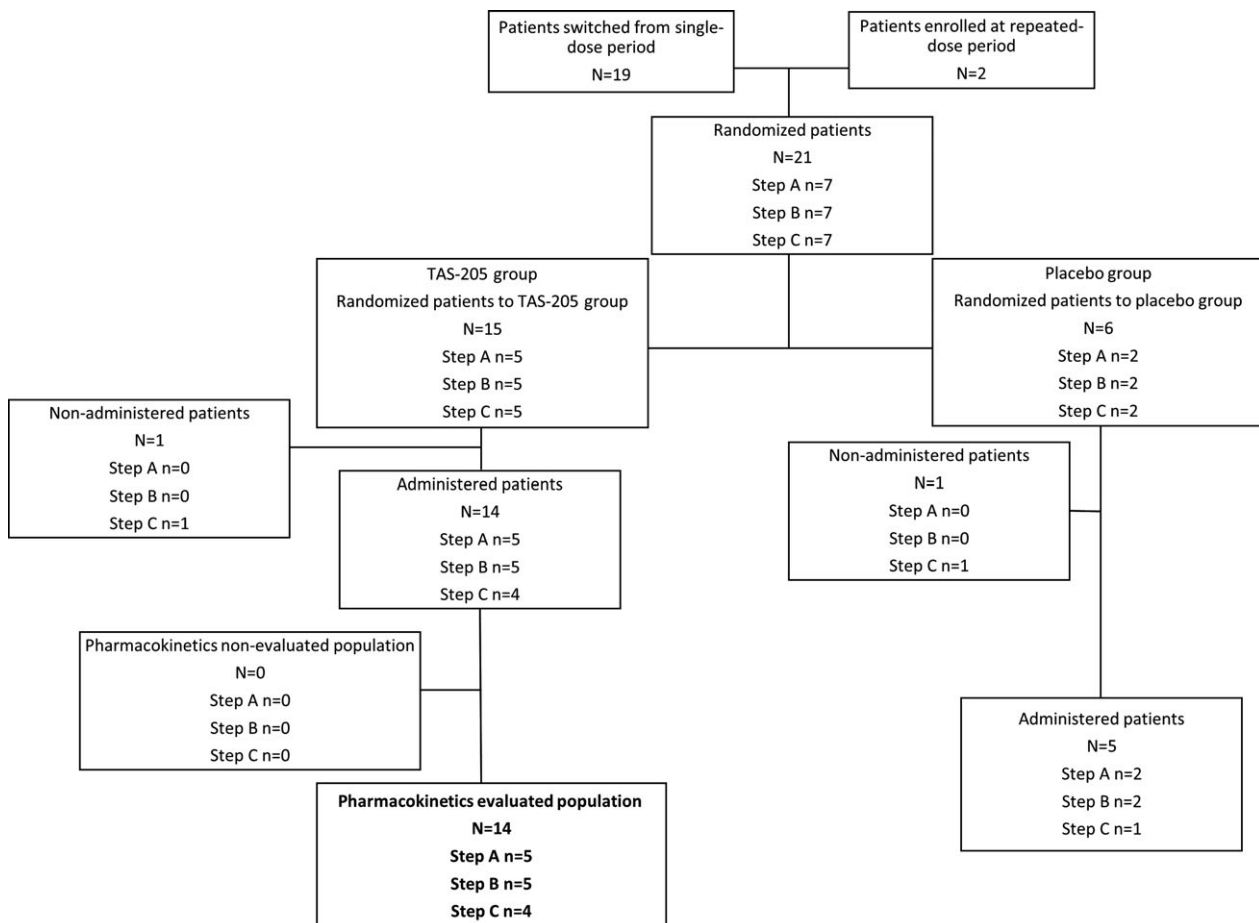 Patients switched from single-
dose period
N=19
Patients enrolled at repeated-
dose period
N=2
Randomized patients
N=21
Step A n=7
Step B n=7
Step C n=7
TAS-205 group
Randomized patients to TAS-205 group
N=15
Step A n=5
Step B n=5
Step C n=5
Placebo group
Randomized patients to placebo group
N=6
Step A n=2
Step B n=2
Step C n=2
Non-administered patients
N=1
Step A n=0
Step B n=0
Step C n=1
Administered patients
N=14
Step A n=5
Step B n=5
Step C n=4
Non-administered patients
N=1
Step A n=0
Step B n=0
Step C n=1
Pharmacokinetics non-evaluated population
N=0
Step A n=0
Step B n=0
Step C n=0
Administered patients
N=5
Step A n=2
Step B n=2
Step C n=1
Pharmacokinetics evaluated population
N=14
Step A n=5
Step B n=5
Step C n=4